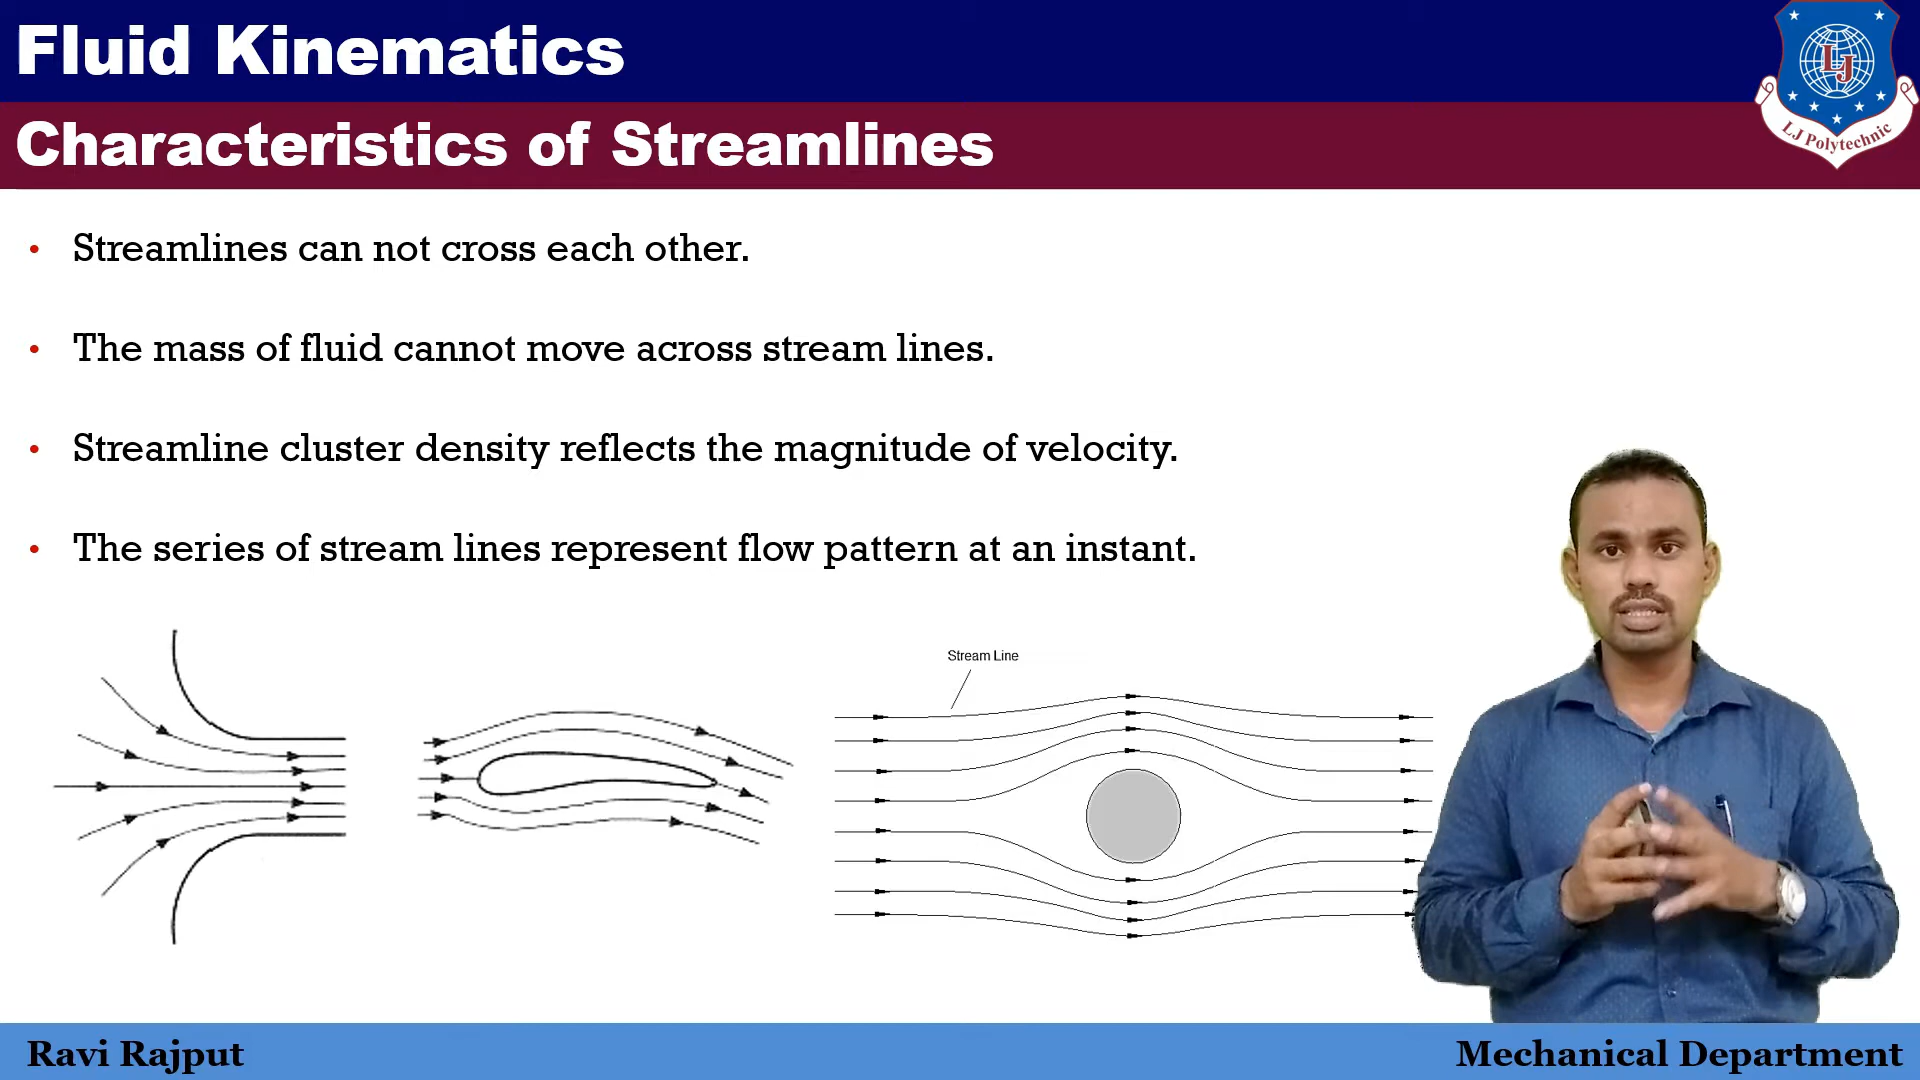 Fluid Kinematics
Characteristics of Streamlines
LJ
LJ Polytechnic
• Streamlines can not cross each other.
• The mass of fluid cannot move across stream lines.
• Streamline cluster density reflects the magnitude of velocity.
• The series of stream lines represent flow pattern at an instant.
Stream Line
Ravi Rajput
Mechanical Department